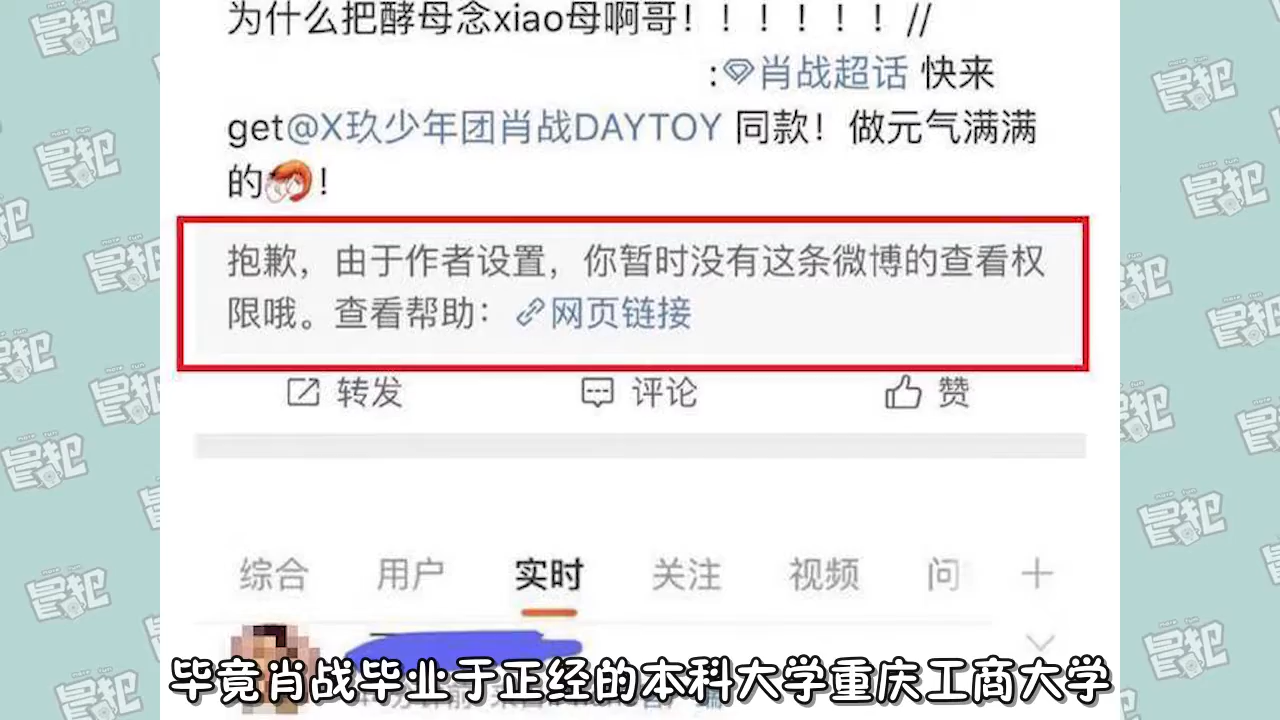 为什么把酵母念xiao母啊哥！！！！！！//
:肖战超话 快来
get@X玖少年团肖战DAYTOY 同款！做元气满满
的！
抱歉，由于作者设置，你暂时没有这条微博的查看权
限哦。查看帮助：网页链接
转发 评论 赞
综合 用户 实时 关注 视频 问
毕竟肖战毕业于正经的本科大学重庆工商大学